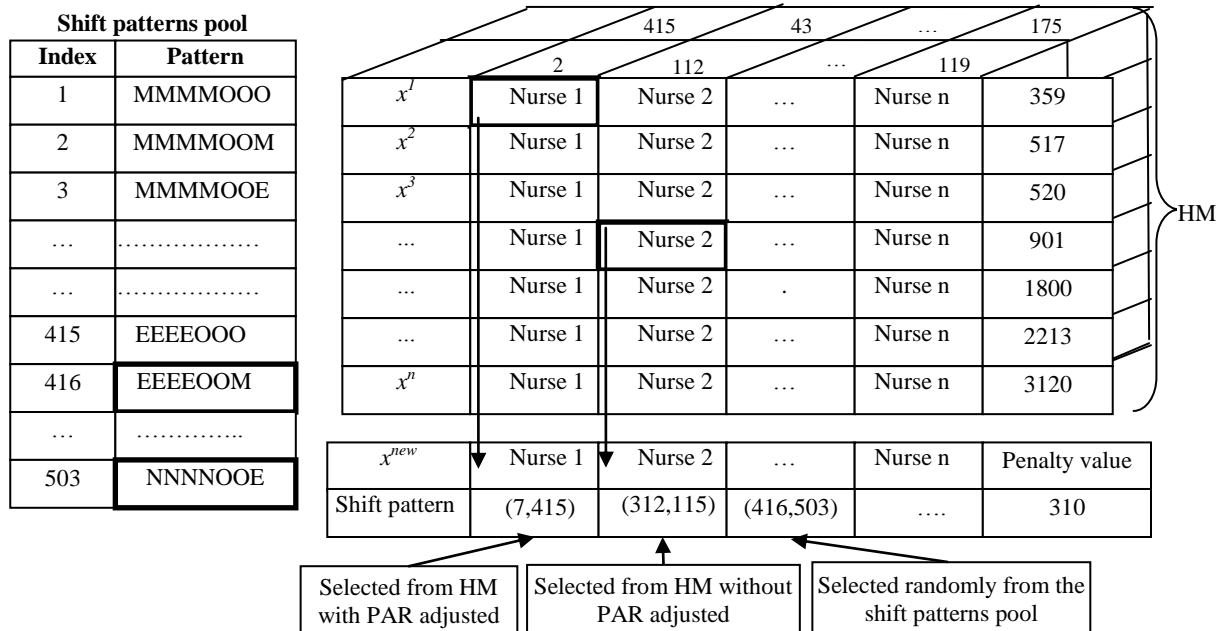 Shift patterns pool
Index Pattern
1 MMMMOOO
2 MMMMOOM
3 MMMMOOE
… ………………
… ………………
415 EEEEOOO
416 EEEEOOM
… …………..
503 NNNNOOE
415 43 … 175
2 112 … 119
x^1 Nurse 1 Nurse 2 … Nurse n 359
x^2 Nurse 1 Nurse 2 … Nurse n 517
x^3 Nurse 1 Nurse 2 … Nurse n 520
... Nurse 1 Nurse 2 … Nurse n 901
... Nurse 1 Nurse 2 . Nurse n 1800
... Nurse 1 Nurse 2 … Nurse n 2213
x^n Nurse 1 Nurse 2 … Nurse n 3120
HM
x^new Nurse 1 Nurse 2 … Nurse n Penalty value
Shift pattern (7,415) (312,115) (416,503) …. 310
Selected from HM
with PAR adjusted
Selected from HM without
PAR adjusted
Selected randomly from the
shift patterns pool